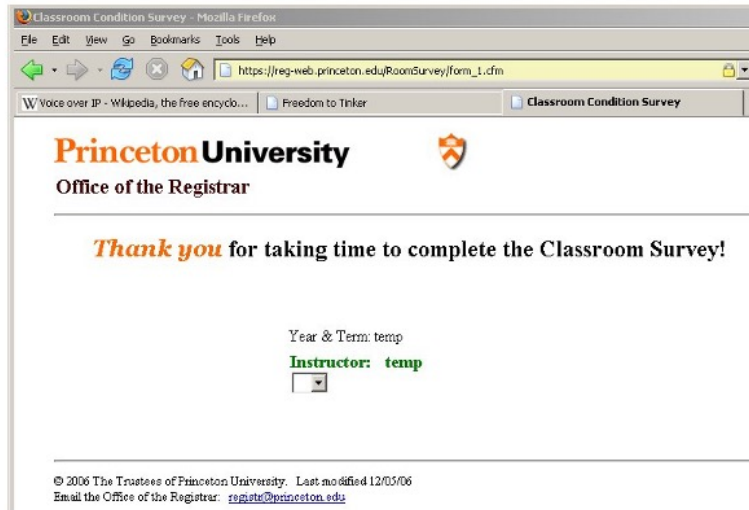 Classroom Condition Survey - Mozilla Firefox
File Edit View Go Bookmarks Tools Help
https://reg-web.princeton.edu/RoomSurvey/form_1.cfm
W Voice over IP - Wikipedia, the free encyclo... Freedom to Tinker Classroom Condition Survey
Princeton University
Office of the Registrar
Thank you for taking time to complete the Classroom Survey!
Year & Term: temp
Instructor: temp
© 2006 The Trustees of Princeton University. Last modified 12/05/06
Email the Office of the Registrar: registr@princeton.edu